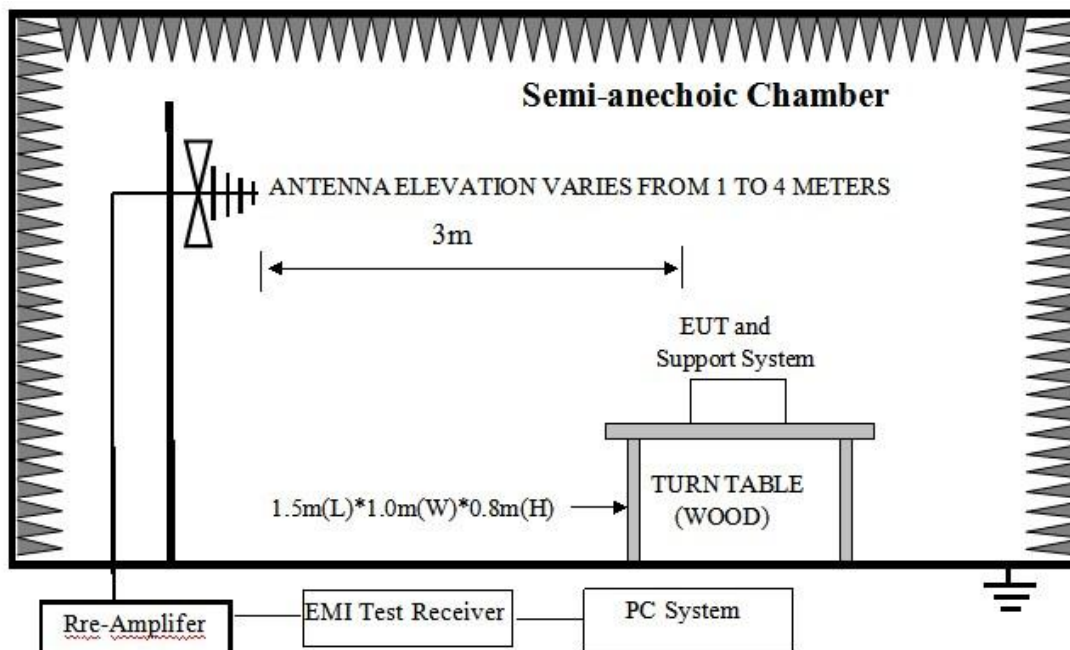 Semi-anechoic Chamber
ANTENNA ELEVATION VARIES FROM 1 TO 4 METERS
3m
EUT and
Support System
1.5m(L)*1.0m(W)*0.8m(H)
TURN TABLE
(WOOD)
Rre-Amplifer
EMI Test Receiver
PC System